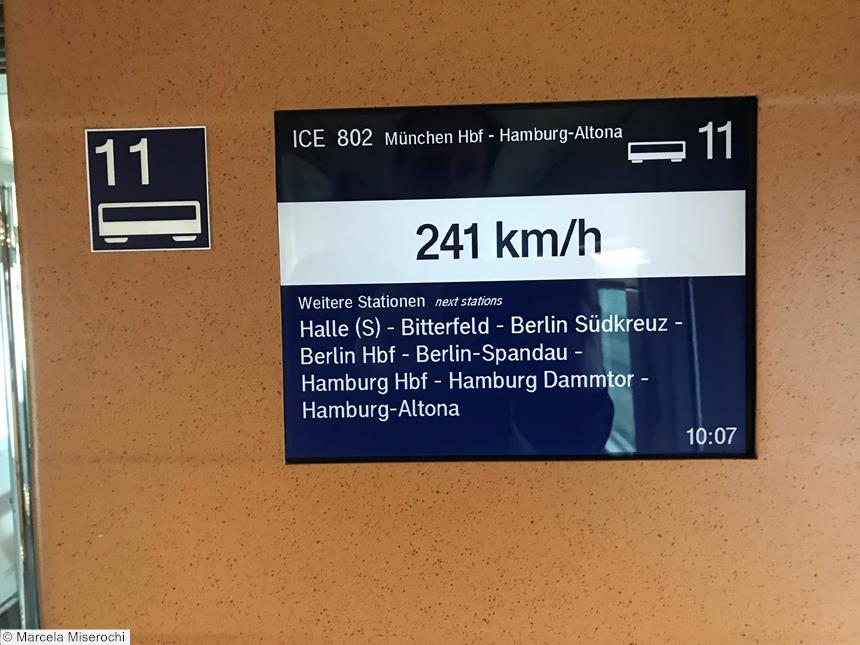 11
ICE 802 München Hbf - Hamburg-Altona 11
241 km/h
Weitere Stationen next stations
Halle (S) - Bitterfeld - Berlin Südkreuz -
Berlin Hbf - Berlin-Spandau -
Hamburg Hbf - Hamburg Dammtor -
Hamburg-Altona
10:07
© Marcela Miserochi